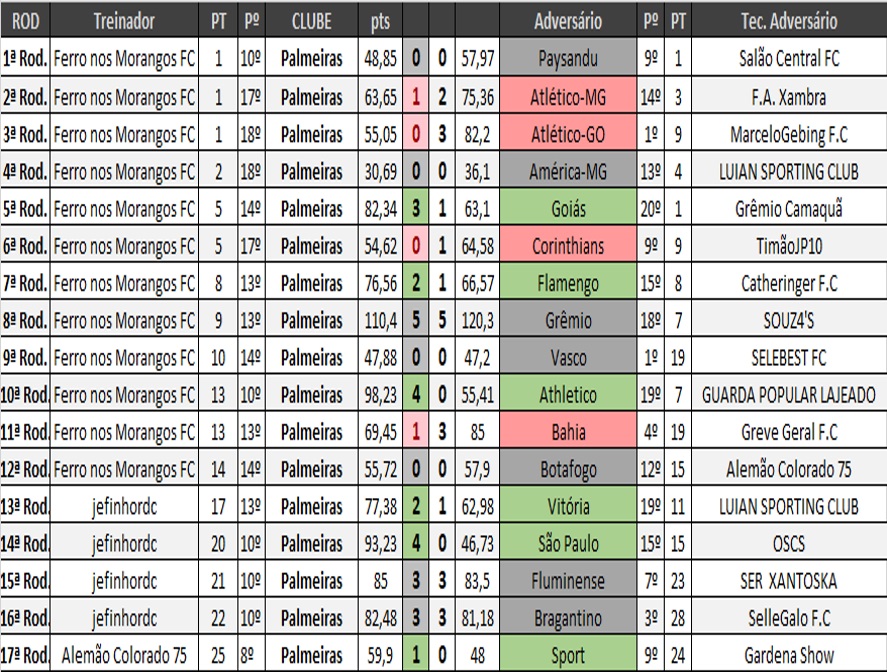 ROD Treinador PT Pº CLUBE pts Adversário Pº PT Tec. Adversário
1ª Rod. Ferro nos Morangos FC 1 10º Palmeiras 48,85 0 0 57,97 Paysandu 9º 1 Salão Central FC
2ª Rod. Ferro nos Morangos FC 1 17º Palmeiras 63,65 1 2 75,36 Atlético-MG 14º 3 F.A. Xambra
3ª Rod. Ferro nos Morangos FC 1 18º Palmeiras 55,05 0 3 82,2 Atlético-GO 1º 9 MarceloGebing F.C
4ª Rod. Ferro nos Morangos FC 2 18º Palmeiras 30,69 0 0 36,1 América-MG 13º 4 LUIAN SPORTING CLUB
5ª Rod. Ferro nos Morangos FC 5 14º Palmeiras 82,34 3 1 63,1 Goiás 20º 1 Grêmio Camaquã
6ª Rod. Ferro nos Morangos FC 5 17º Palmeiras 54,62 0 1 64,58 Corinthians 9º 9 TimãoJP10
7ª Rod. Ferro nos Morangos FC 8 13º Palmeiras 76,56 2 1 66,57 Flamengo 15º 8 Catheringer F.C
8ª Rod. Ferro nos Morangos FC 9 13º Palmeiras 110,4 5 5 120,3 Grêmio 18º 7 SOUZ4'S
9ª Rod. Ferro nos Morangos FC 10 14º Palmeiras 47,88 0 0 47,2 Vasco 1º 19 SELEBEST FC
10ª Rod. Ferro nos Morangos FC 13 10º Palmeiras 98,23 4 0 55,41 Athletico 19º 7 GUARDA POPULAR LAJEADO
11ª Rod. Ferro nos Morangos FC 13 13º Palmeiras 69,45 1 3 85 Bahia 4º 19 Greve Geral F.C
12ª Rod. Ferro nos Morangos FC 14 14º Palmeiras 55,72 0 0 57,9 Botafogo 12º 15 Alemão Colorado 75
13ª Rod. jefinhordc 17 13º Palmeiras 77,38 2 1 62,98 Vitória 19º 11 LUIAN SPORTING CLUB
14ª Rod. jefinhordc 20 10º Palmeiras 93,23 4 0 46,73 São Paulo 15º 15 OSCS
15ª Rod. jefinhordc 21 10º Palmeiras 85 3 3 83,5 Fluminense 7º 23 SER XANTOSKA
16ª Rod. jefinhordc 22 10º Palmeiras 82,48 3 3 81,18 Bragantino 3º 28 SelleGalo F.C
17ª Rod. Alemão Colorado 75 25 8º Palmeiras 59,9 1 0 48 Sport 9º 24 Gardena Show